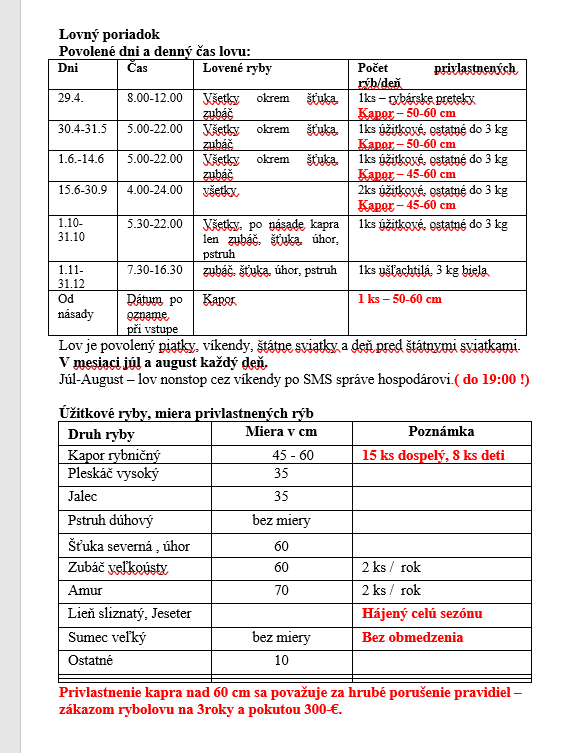 Lovný poriadok
Povolené dni a denný čas lovu:
Dni Čas Lovené ryby Počet privlastnených
rýb/deň
29.4. 8.00-12.00 Všetky okrem šťuka, 1ks – rybárske preteky
zubáč Kapor – 50-60 cm
30.4-31.5 5.00-22.00 Všetky okrem šťuka, 1ks úžitkové, ostatné do 3 kg
zubáč Kapor – 50-60 cm
1.6.-14.6 5.00-22.00 Všetky okrem šťuka, 1ks úžitkové, ostatné do 3 kg
zubáč Kapor – 45-60 cm
15.6-30.9 4.00-24.00 všetky 2ks úžitkové, ostatné do 3 kg
Kapor – 45-60 cm
1.10- 5.30-22.00 Všetky, po násade kapra 1ks úžitkové, ostatné do 3 kg
31.10 len zubáč, šťuka, úhor,
pstruh
1.11- 7.30-16.30 zubáč, šťuka, úhor, pstruh 1ks ušľachtilá, 3 kg biela
31.12
Od Dátum po Kapor 1 ks – 50-60 cm
násady ozname
při vstupe
Lov je povolený piatky, víkendy, štátne sviatky a deň pred štátnymi sviatkami.
V mesiaci júl a august každý deň.
Júl-August – lov nonstop cez víkendy po SMS správe hospodárovi.( do 19:00 !)
Úžitkové ryby, miera privlastnených rýb
Druh ryby Miera v cm Poznámka
Kapor rybničný 45 - 60 15 ks dospelý, 8 ks deti
Pleskáč vysoký 35
Jalec 35
Pstruh dúhový bez miery
Šťuka severná , úhor 60
Zubáč veľkoústy 60 2 ks / rok
Amur 70 2 ks / rok
Lieň sliznatý, Jeseter Hájený celú sezónu
Sumec veľký bez miery Bez obmedzenia
Ostatné 10
Privlastnenie kapra nad 60 cm sa považuje za hrubé porušenie pravidiel –
zákazom rybolovu na 3roky a pokutou 300-€.